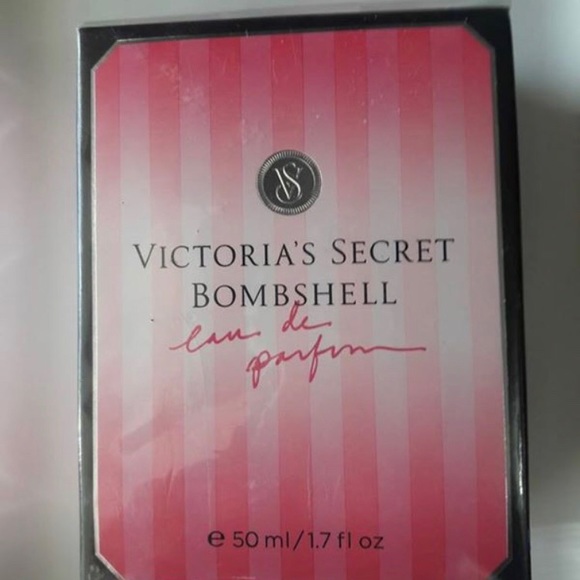 VS
VICTORIA'S SECRET
BOMBSHELL
eau de
parfum
e 50 ml/1.7 fl oz